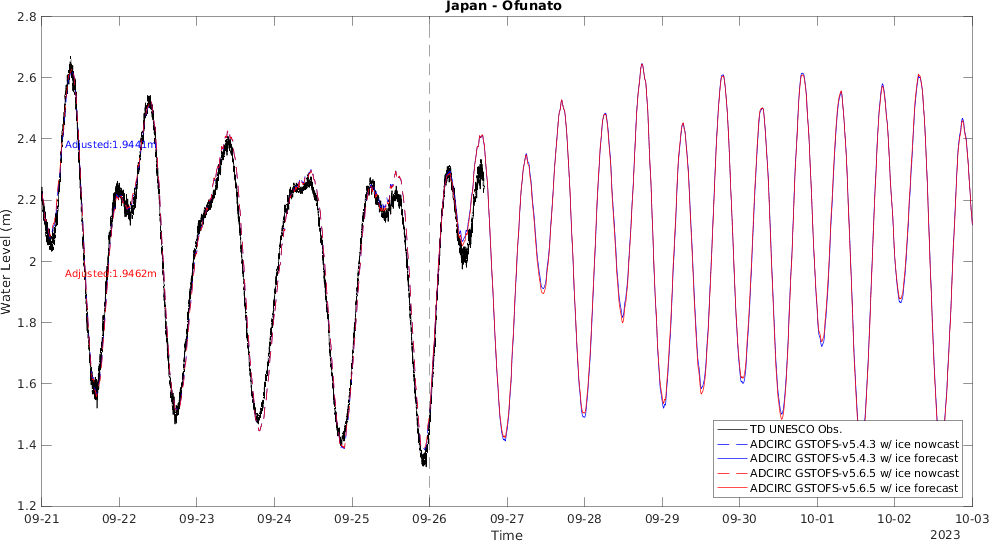 Japan - Ofunato
2.8
2.6
2.4
2.2
2
1.8
1.6
1.4
1.2
Water Level (m)
Adjusted:1.9441m
Adjusted:1.9462m
TD UNESCO Obs.
ADCIRC GSTOFS-v5.4.3 w/ ice nowcast
ADCIRC GSTOFS-v5.4.3 w/ ice forecast
ADCIRC GSTOFS-v5.6.5 w/ ice nowcast
ADCIRC GSTOFS-v5.6.5 w/ ice forecast
09-21 09-22 09-23 09-24 09-25 09-26 09-27 09-28 09-29 09-30 10-01 10-02 10-03
Time
2023